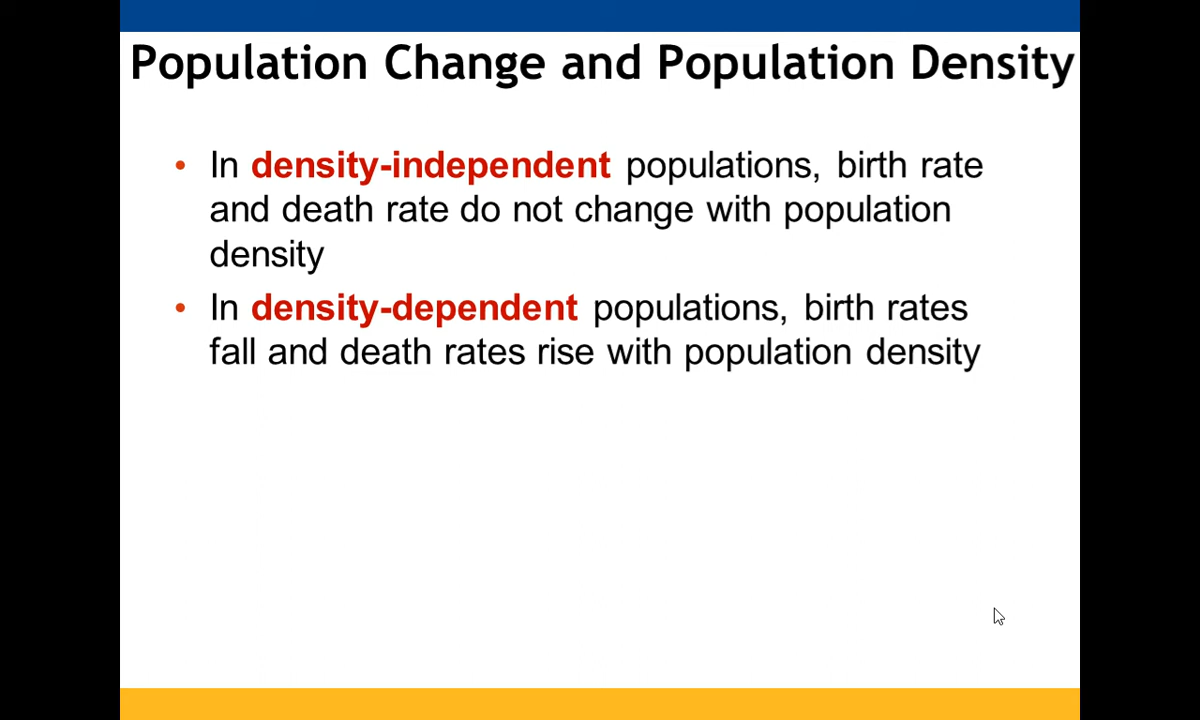 Population Change and Population Density
• In density-independent populations, birth rate
and death rate do not change with population
density
• In density-dependent populations, birth rates
fall and death rates rise with population density